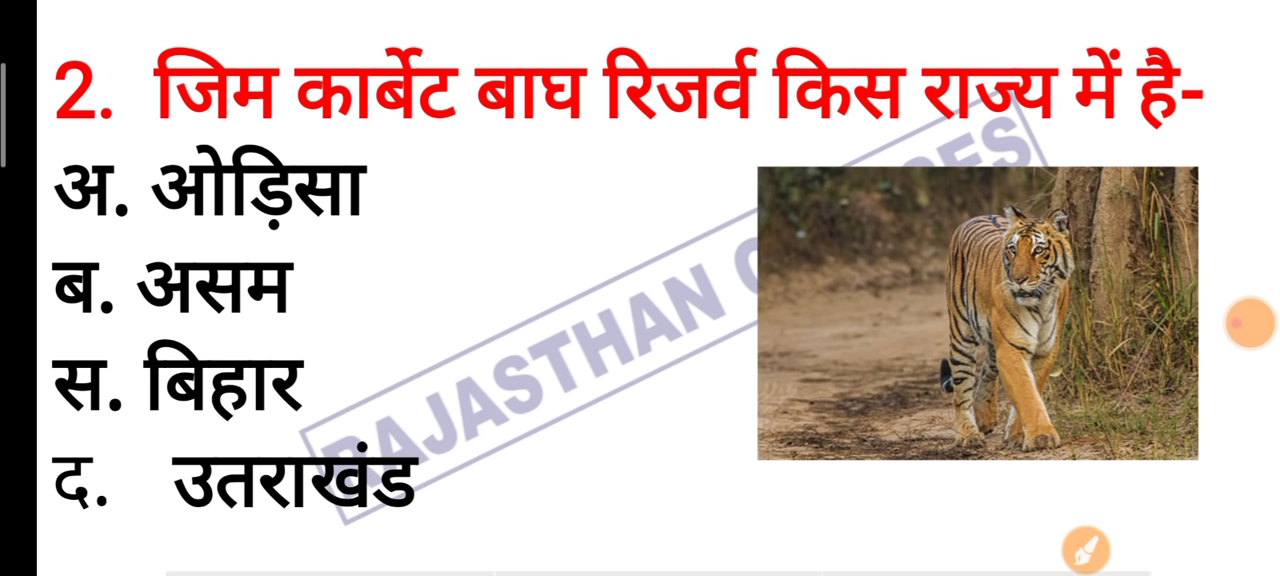 2. जिम कार्बेट बाघ रिजर्व किस राज्य में है-
अ. ओड़िसा
ब. असम
स. बिहार
द. उतराखंड
RAJASTHAN